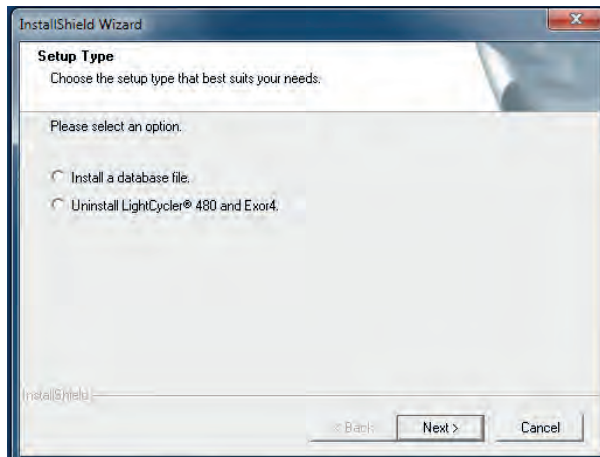 InstallShield Wizard
Setup Type
Choose the setup type that best suits your needs.
Please select an option.
Install a database file.
Uninstall LightCycler® 480 and Exor4.
InstallShield
< Back
Next >
Cancel